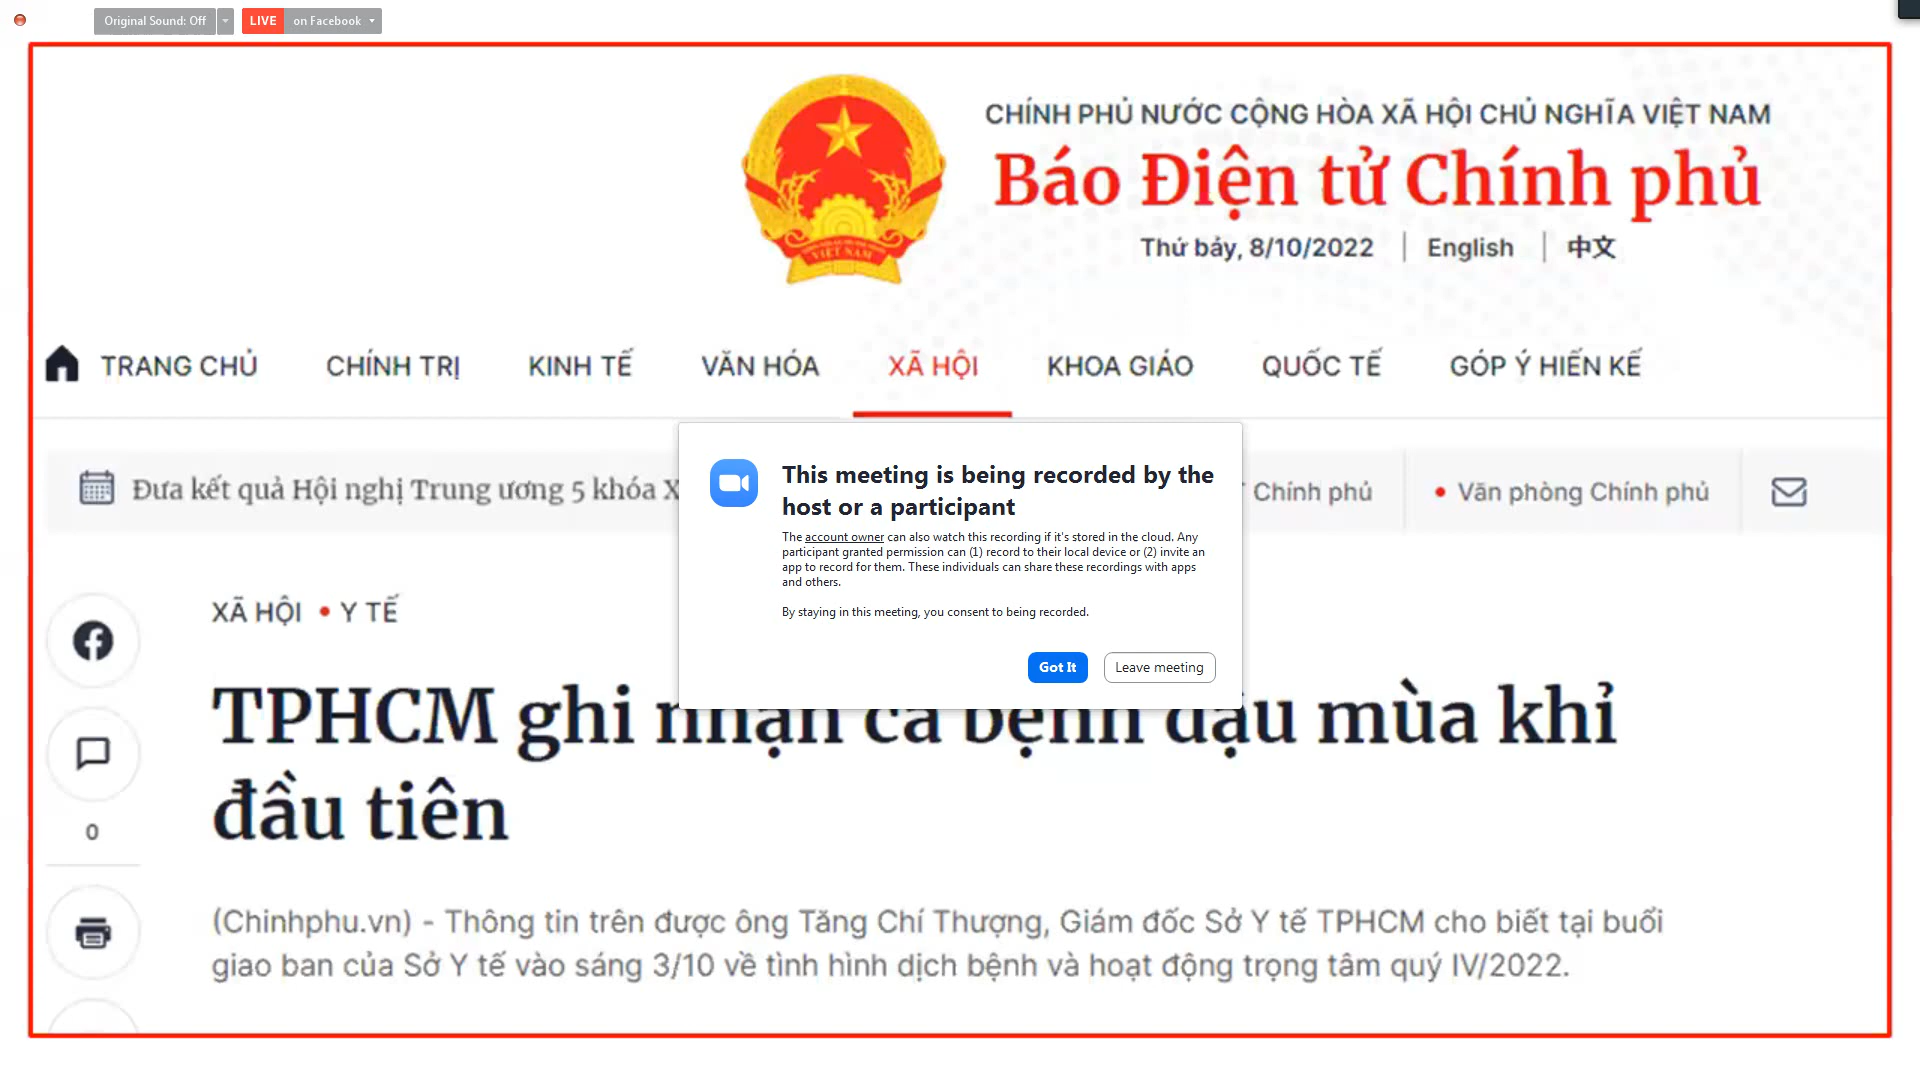 Original Sound: Off
LIVE on Facebook
CHÍNH PHỦ NƯỚC CỘNG HÒA XÃ HỘI CHỦ NGHĨA VIỆT NAM
Báo Điện tử Chính phủ
VIỆT NAM
Thứ bảy, 8/10/2022 | English | 中文
TRANG CHỦ CHÍNH TRỊ KINH TẾ VĂN HÓA XÃ HỘI KHOA GIÁO QUỐC TẾ GÓP Ý HIẾN KẾ
Đưa kết quả Hội nghị Trung ương 5 khóa X
Chính phủ • Văn phòng Chính phủ
This meeting is being recorded by the
host or a participant
The account owner can also watch this recording if it's stored in the cloud. Any
participant granted permission can (1) record to their local device or (2) invite an
app to record for them. These individuals can share these recordings with apps
and others.
By staying in this meeting, you consent to being recorded.
Got It Leave meeting
XÃ HỘI • Y TẾ
TPHCM ghi nhận ca bệnh đậu mùa khỉ
đầu tiên
0
(Chinhphu.vn) - Thông tin trên được ông Tăng Chí Thượng, Giám đốc Sở Y tế TPHCM cho biết tại buổi
giao ban của Sở Y tế vào sáng 3/10 về tình hình dịch bệnh và hoạt động trọng tâm quý IV/2022.